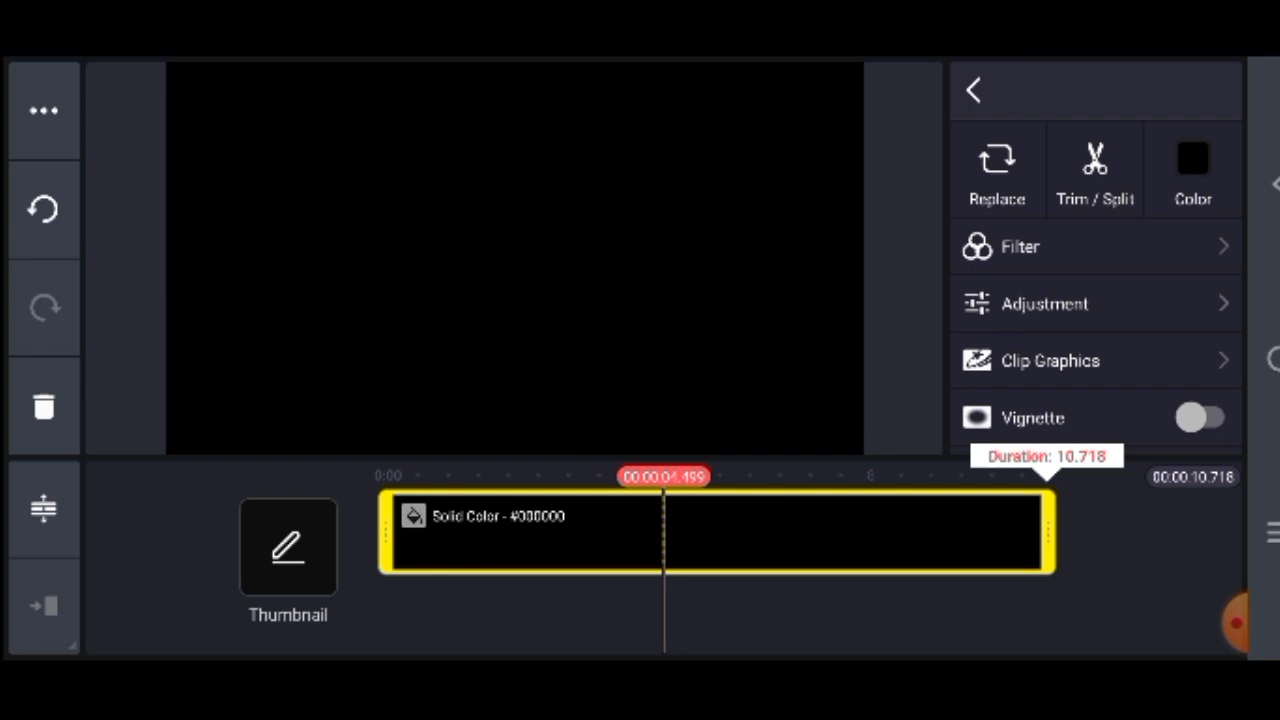 Replace
Trim / Split
Color
Filter
Adjustment
Clip Graphics
Vignette
Duration: 10.718
0:00
00:00:04.499
8
00:00:10.718
Solid Color - #000000
Thumbnail